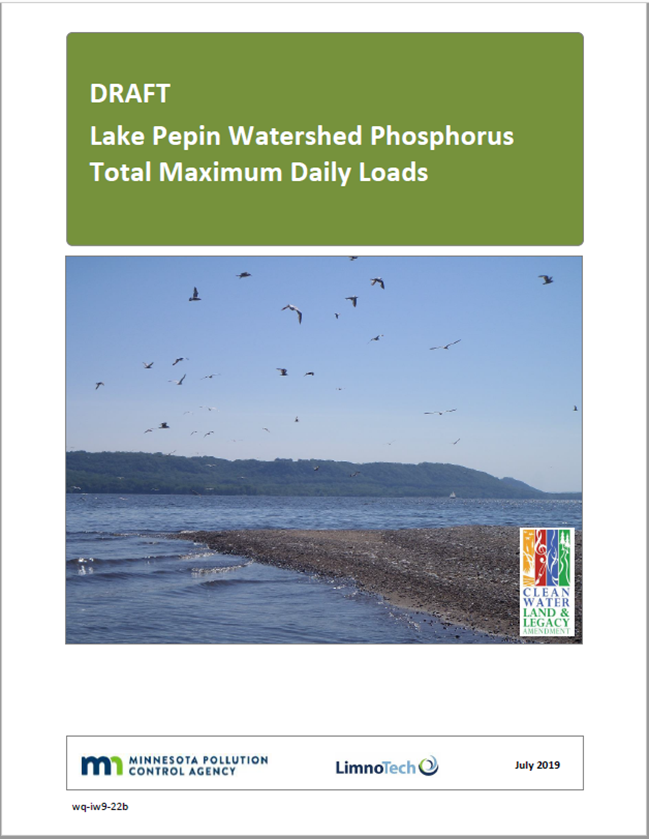 DRAFT
Lake Pepin Watershed Phosphorus
Total Maximum Daily Loads
CLEAN
WATER
LAND &
LEGACY
AMENDMENT
MINNESOTA POLLUTION
CONTROL AGENCY
LimnoTech
July 2019
wq-iw9-22b